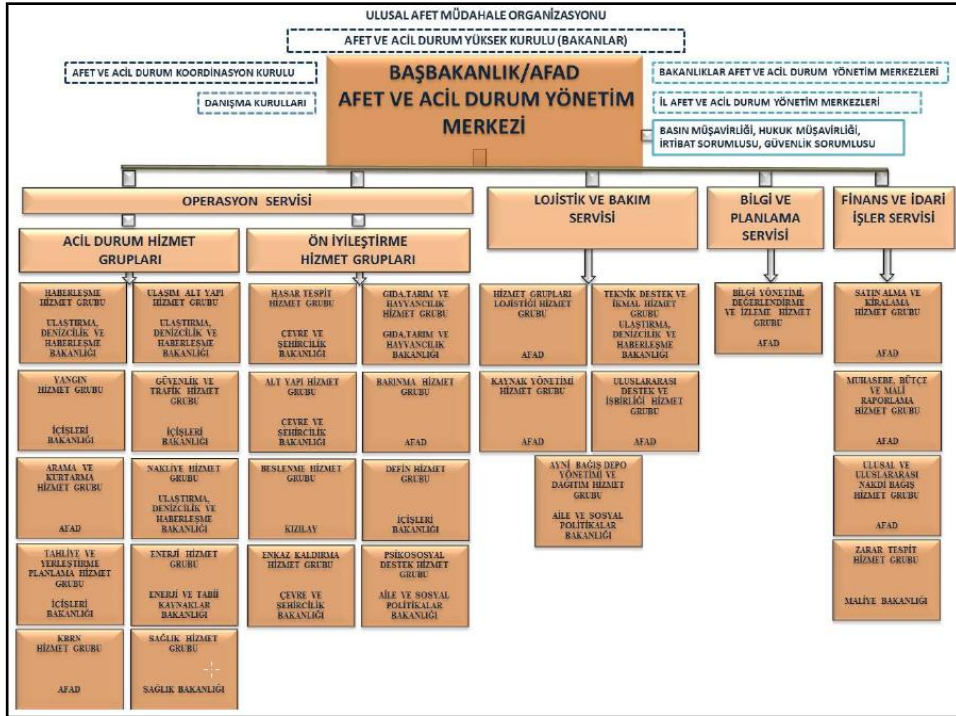 ULUSAL AFET MÜDAHALE ORGANİZASYONU
AFET VE ACİL DURUM YÜKSEK KURULU (BAKANLAR)
AFET VE ACİL DURUM KOORDİNASYON KURULU
DANIŞMA KURULLARI
BAŞBAKANLIK/AFAD
AFET VE ACİL DURUM YÖNETİM
MERKEZİ
BAKANLIKLAR AFET VE ACİL DURUM YÖNETİM MERKEZLERİ
İL AFET VE ACİL DURUM YÖNETİM MERKEZLERİ
BASIN MÜŞAVİRLİĞİ, HUKUK MÜŞAVİRLİĞİ,
İRTİBAT SORUMLUSU, GÜVENLİK SORUMLUSU
OPERASYON SERVİSİ
ACİL DURUM HİZMET
GRUPLARI
HABERLEŞME
HİZMET GRUBU
ULAŞTIRMA,
DENİZCİLİK VE
HABERLEŞME
BAKANLIĞI
ULAŞIM ALT YAPI
HİZMET GRUBU
ULAŞTIRMA,
DENİZCİLİK VE
HABERLEŞME
BAKANLIĞI
YANGIN
HİZMET GRUBU
İÇİŞLERİ
BAKANLIĞI
GÜVENLİK VE
TRAFİK HİZMET
GRUBU
İÇİŞLERİ
BAKANLIĞI
ARAMA VE
KURTARMA
HİZMET GRUBU
AFAD
NAKLİYE HİZMET
GRUBU
ULAŞTIRMA,
DENİZCİLİK VE
HABERLEŞME
BAKANLIĞI
TAHLİYE VE
YERLEŞTİRME
PLANLAMA HİZMET
GRUBU
İÇİŞLERİ
BAKANLIĞI
ENERJİ HİZMET
GRUBU
ENERJİ VE TABİİ
KAYNAKLAR
BAKANLIĞI
KBRN
HİZMET GRUBU
AFAD
SAĞLIK HİZMET
GRUBU
SAĞLIK BAKANLIĞI
ÖN İYİLEŞTİRME
HİZMET GRUPLARI
HASAR TESPİT
HİZMET GRUBU
ÇEVRE VE
ŞEHİRCİLİK
BAKANLIĞI
GIDA,TARIM VE
HAYVANCILIK
HİZMET GRUBU
GIDA,TARIM VE
HAYVANCILIK
BAKANLIĞI
ALT YAPI HİZMET
GRUBU
ÇEVRE VE
ŞEHİRCİLİK
BAKANLIĞI
BARINMA HİZMET
GRUBU
AFAD
BESLENME HİZMET
GRUBU
KIZILAY
DEFİN HİZMET
GRUBU
İÇİŞLERİ
BAKANLIĞI
ENKAZ KALDIRMA
HİZMET GRUBU
ÇEVRE VE
ŞEHİRCİLİK
BAKANLIĞI
PSİKOSOSYAL
DESTEK HİZMET
GRUBU
AİLE VE SOSYAL
POLİTİKALAR
BAKANLIĞI
LOJİSTİK VE BAKIM
SERVİSİ
HİZMET GRUPLARI
LOJİSTİĞİ HİZMET
GRUBU
AFAD
TEKNİK DESTEK VE
İKMAL HİZMET
GRUBU
ULAŞTIRMA,
DENİZCİLİK VE
HABERLEŞME
BAKANLIĞI
KAYNAK YÖNETİMİ
HİZMET GRUBU
AFAD
ULUSLARARASI
DESTEK VE
İŞBİRLİĞİ HİZMET
GRUBU
AFAD
AYNİ BAĞIŞ DEPO
YÖNETİMİ VE
DAĞITIM HİZMET
GRUBU
AİLE VE SOSYAL
POLİTİKALAR
BAKANLIĞI
BİLGİ VE
PLANLAMA
SERVİSİ
BİLGİ YÖNETİMİ,
DEĞERLENDİRME
VE İZLEME HİZMET
GRUBU
AFAD
FİNANS VE İDARİ
İŞLER SERVİSİ
SATIN ALMA VE
KİRALAMA
HİZMET GRUBU
AFAD
MUHASEBE, BÜTÇE
VE MALİ
RAPORLAMA
HİZMET GRUBU
AFAD
ULUSAL VE
ULUSLARARASI
NAKDİ BAĞIŞ
HİZMET GRUBU
AFAD
ZARAR TESPİT
HİZMET GRUBU
MALİYE BAKANLIĞI